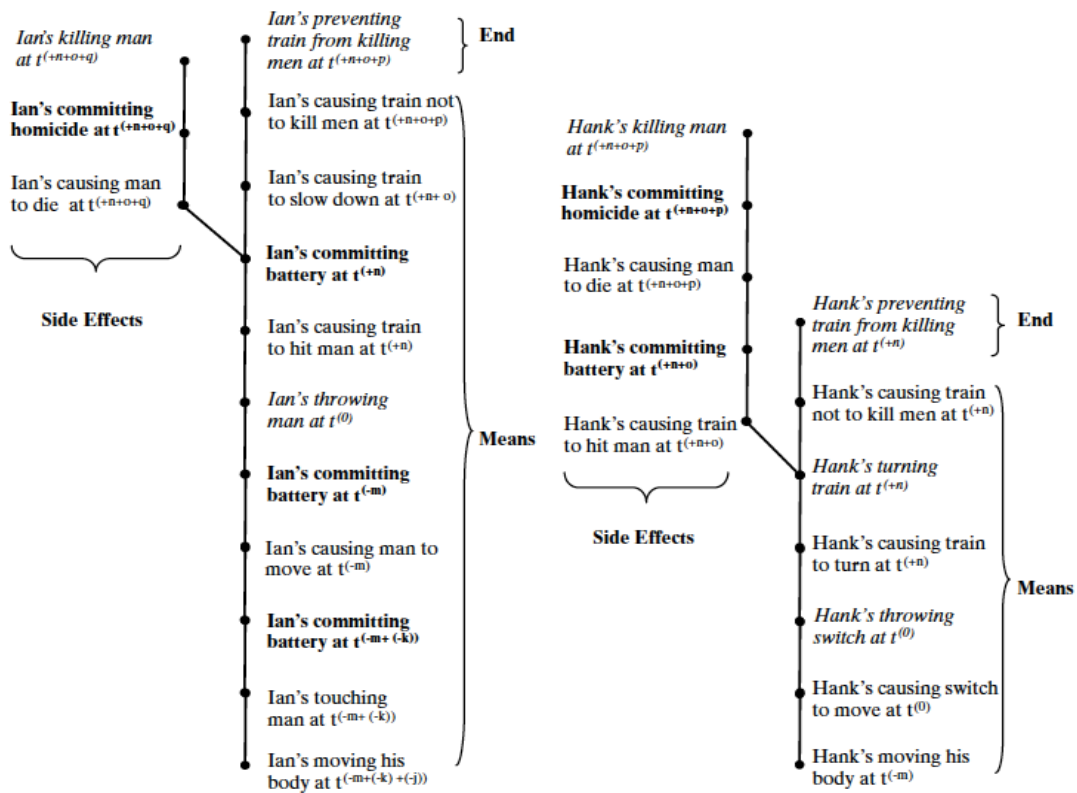 Ian's killing man
at t(+n+o+q)
Ian's committing
homicide at t(+n+o+q)
Ian's causing man
to die at t(+n+o+q)
Side Effects
Ian's preventing
train from killing
men at t(+n+o+p)
End
Ian's causing train not
to kill men at t(+n+o+p)
Ian's causing train
to slow down at t(+n+ o)
Ian's committing
battery at t(+n)
Ian's causing train
to hit man at t(+n)
Ian's throwing
man at t(0)
Ian's committing
battery at t(-m)
Ian's causing man to
move at t(-m)
Ian's committing
battery at t(-m+ (-k))
Ian's touching
man at t(-m+ (-k))
Ian's moving his
body at t(-m+(-k) +(-j))
Means
Hank's killing man
at t(+n+o+p)
Hank's committing
homicide at t(+n+o+p)
Hank's causing man
to die at t(+n+o+p)
Hank's committing
battery at t(+n+o)
Hank's causing train
to hit man at t(+n+o)
Side Effects
Hank's preventing
train from killing
men at t(+n)
End
Hank's causing train
not to kill men at t(+n)
Hank's turning
train at t(+n)
Hank's causing train
to turn at t(+n)
Hank's throwing
switch at t(0)
Hank's causing switch
to move at t(0)
Hank's moving his
body at t(-m)
Means